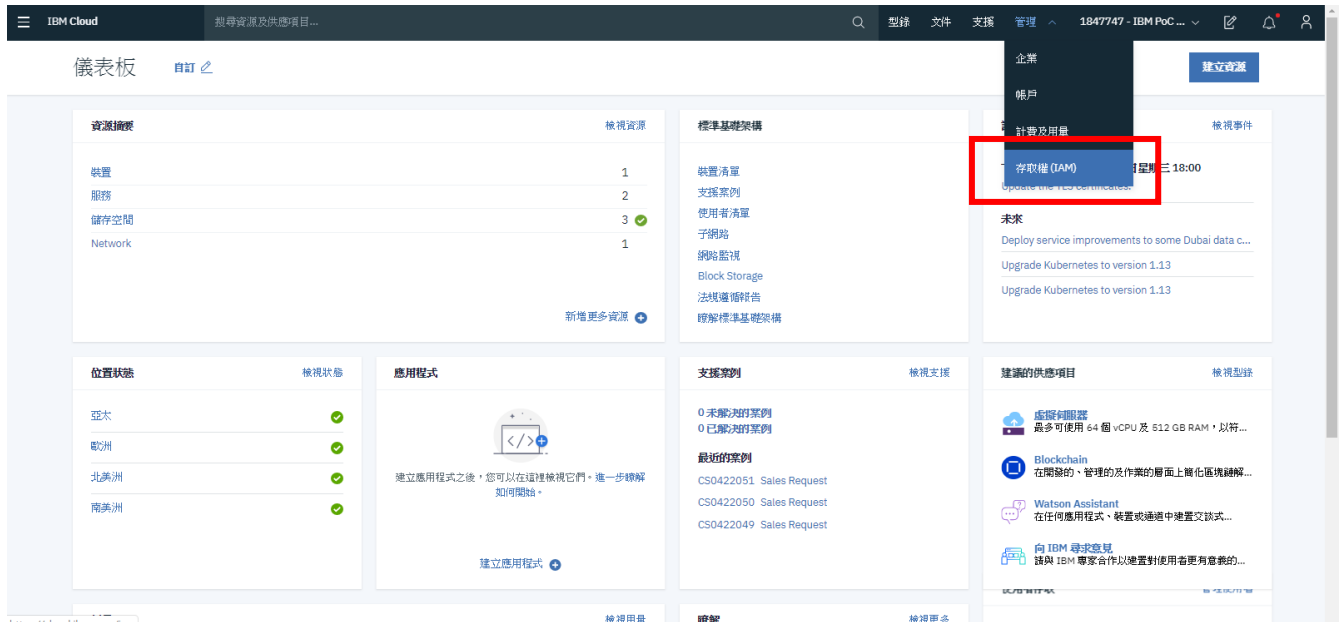 IBM Cloud
搜尋資源及供應項目...
型錄
文件
支援
管理
1847747 - IBM PoC ...
企業
帳戶
計費及用量
存取權 (IAM)
儀表板
自訂
建立資源
資源摘要
檢視資源
裝置 1
服務 2
儲存空間 3
Network 1
新增更多資源
標準基礎架構
裝置清單
支援案例
使用者清單
子網路
網路監視
Block Storage
法規遵循報告
瞭解標準基礎架構
檢視事件
三 18:00
Update the TLS certificates.
未來
Deploy service improvements to some Dubai data c...
Upgrade Kubernetes to version 1.13
Upgrade Kubernetes to version 1.13
位置狀態
檢視狀態
亞太
歐洲
北美洲
南美洲
應用程式
建立應用程式之後，您可以在這裡檢視它們。進一步瞭解
如何開始。
建立應用程式
支援案例
檢視支援
0 未解決的案例
0 已解決的案例
最近的案例
CS0422051 Sales Request
CS0422050 Sales Request
CS0422049 Sales Request
建議的供應項目
檢視型錄
虛擬伺服器
最多可使用 64 個 vCPU 及 512 GB RAM，以符...
Blockchain
在開發的、管理的及作業的層面上簡化區塊鏈解...
Watson Assistant
在任何應用程式、裝置或通道中建置交談式...
向 IBM 尋求意見
請與 IBM 專家合作以建置對使用者更有意義的...
檢視用量
瞭解
檢視更多